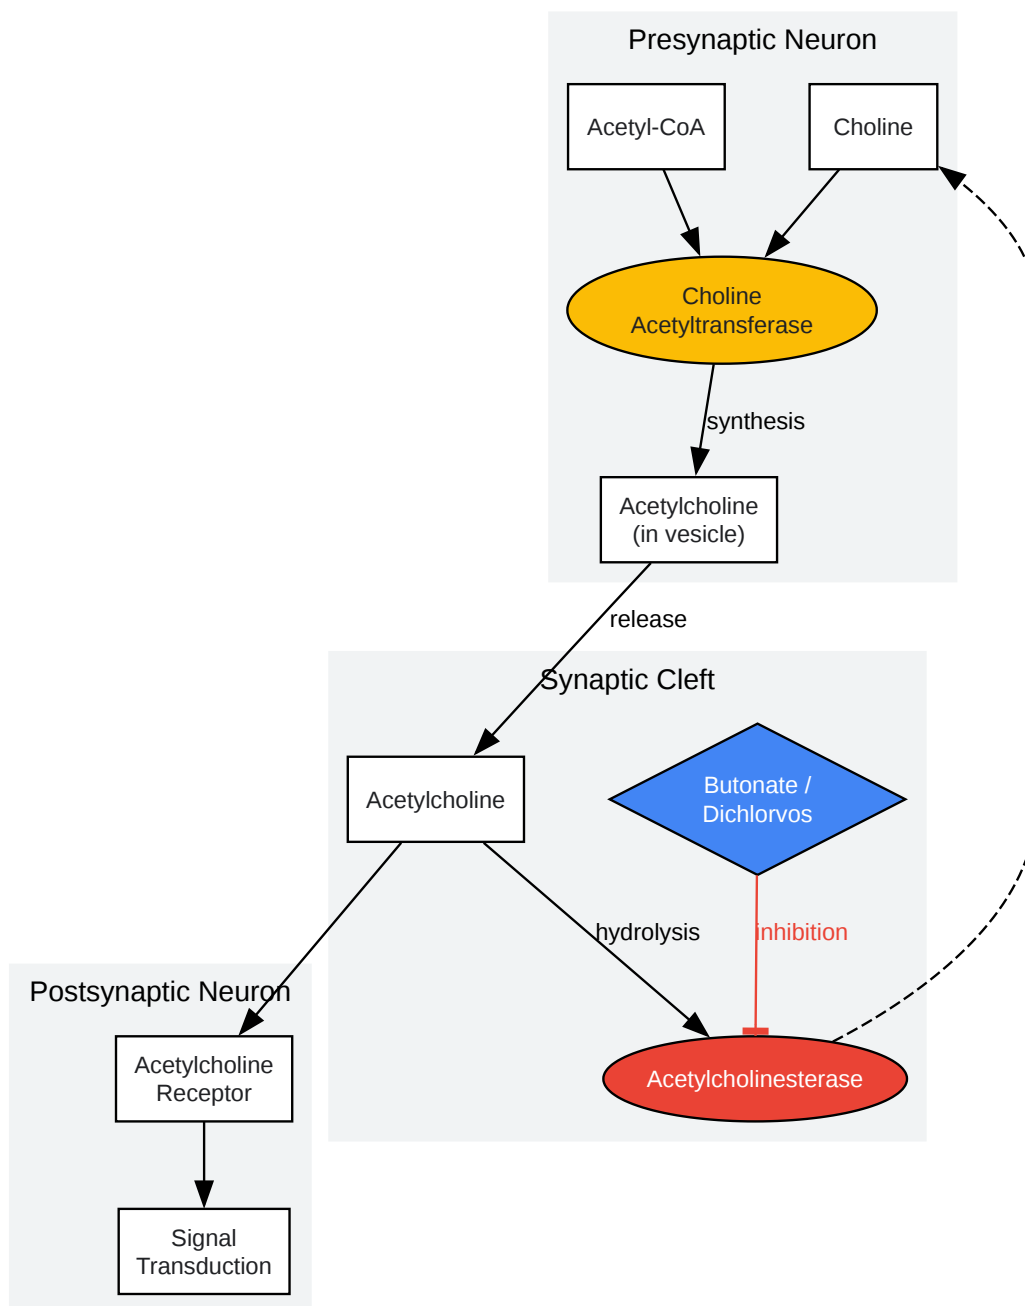 Presynaptic Neuron
Acetyl-CoA
Choline
Choline
Acetyltransferase
synthesis
Acetylcholine
(in vesicle)
release
Synaptic Cleft
Acetylcholine
Butonate /
Dichlorvos
hydrolysis
inhibition
Postsynaptic Neuron
Acetylcholine
Receptor
Acetylcholinesterase
Signal
Transduction